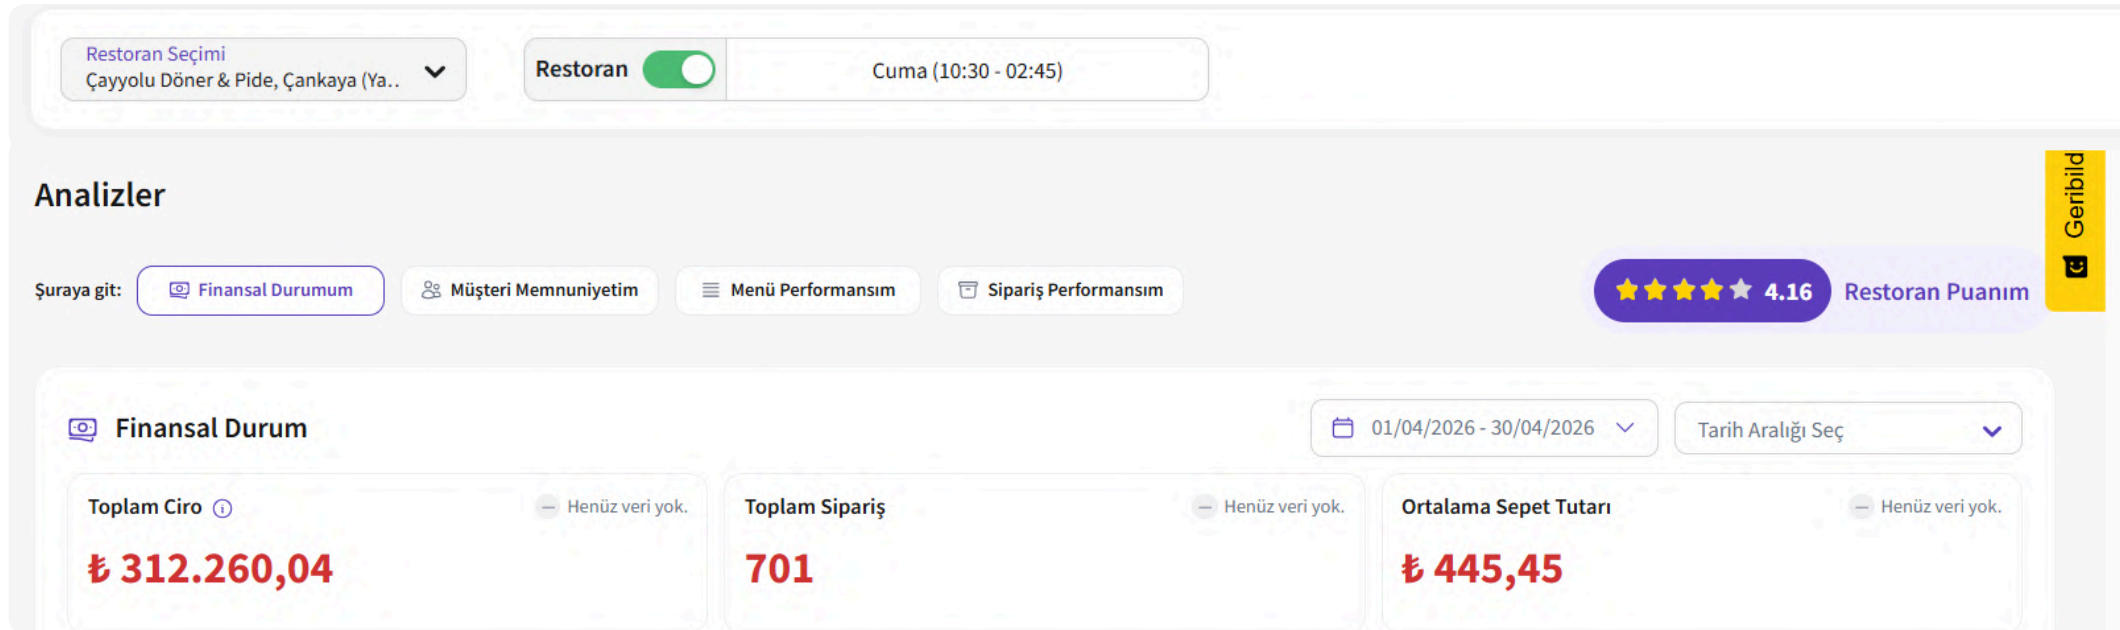 Restoran Seçimi
Çayyolu Döner & Pide, Çankaya (Ya..
Restoran
Cuma (10:30 - 02:45)
Analizler
Geribild
Şuraya git:
Finansal Durumum
Müşteri Memnuniyetim
Menü Performansım
Sipariş Performansım
4.16
Restoran Puanım
Finansal Durum
01/04/2026 - 30/04/2026
Tarih Aralığı Seç
Toplam Ciro
Henüz veri yok.
₺ 312.260,04
Toplam Sipariş
Henüz veri yok.
701
Ortalama Sepet Tutarı
Henüz veri yok.
₺ 445,45